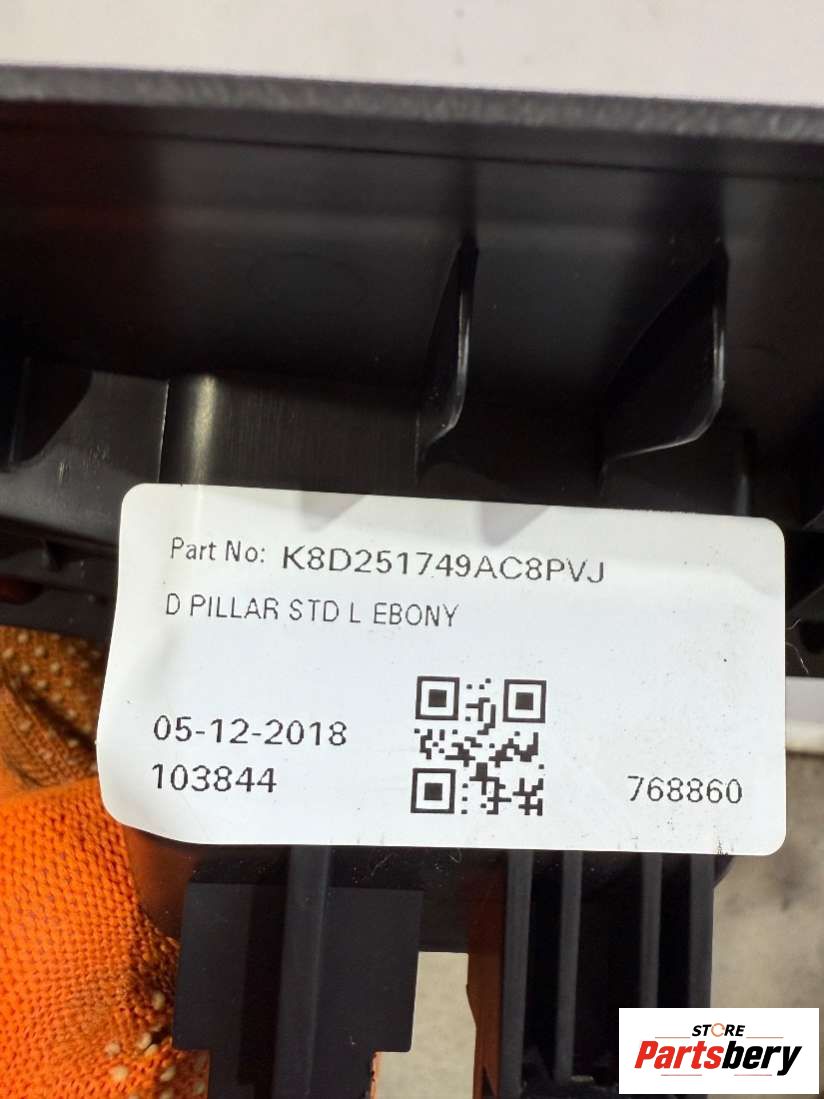 Part No: K8D251749AC8PVJ
D PILLAR STD L EBONY
05-12-2018
103844
768860
STORE
Partsbery